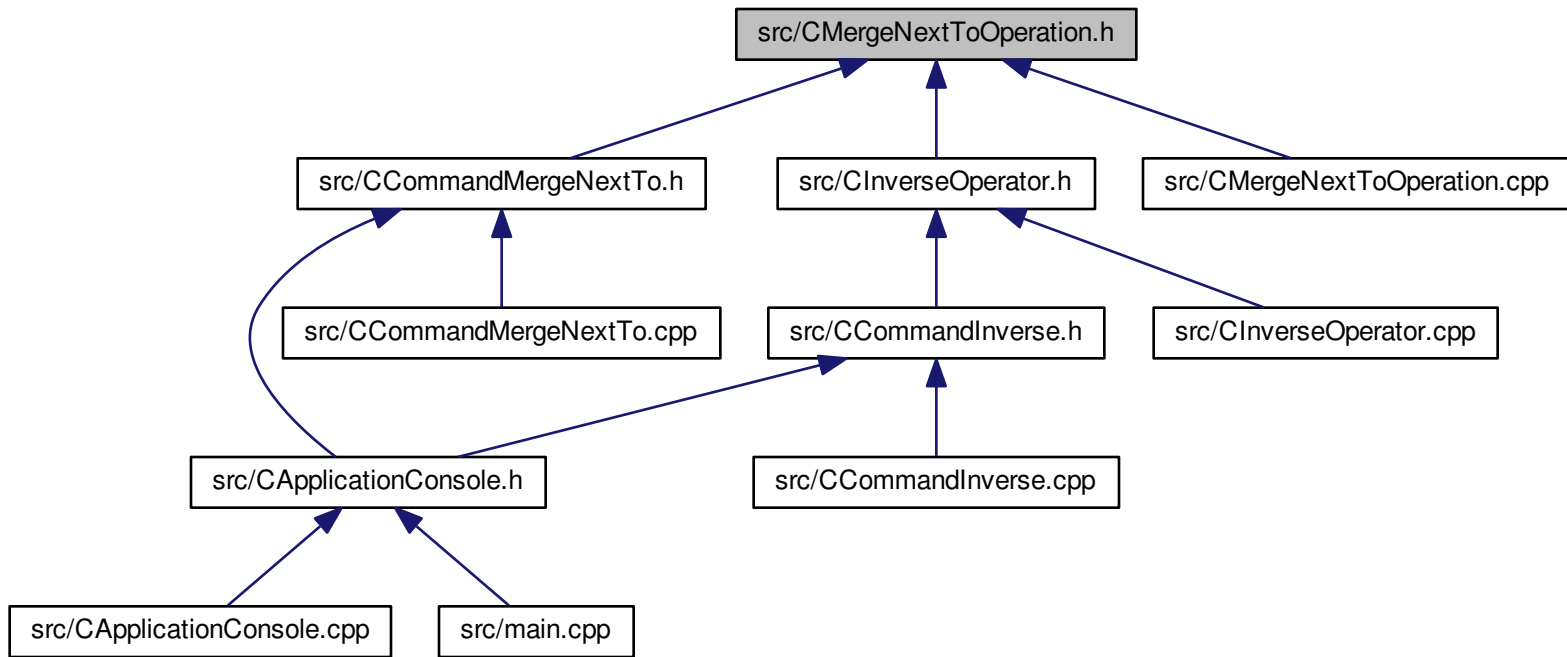 src/CMergeNextToOperation.h
src/CCommandMergeNextTo.h
src/CInverseOperator.h
src/CMergeNextToOperation.cpp
src/CCommandMergeNextTo.cpp
src/CCommandInverse.h
src/CInverseOperator.cpp
src/CApplicationConsole.h
src/CCommandInverse.cpp
src/CApplicationConsole.cpp
src/main.cpp